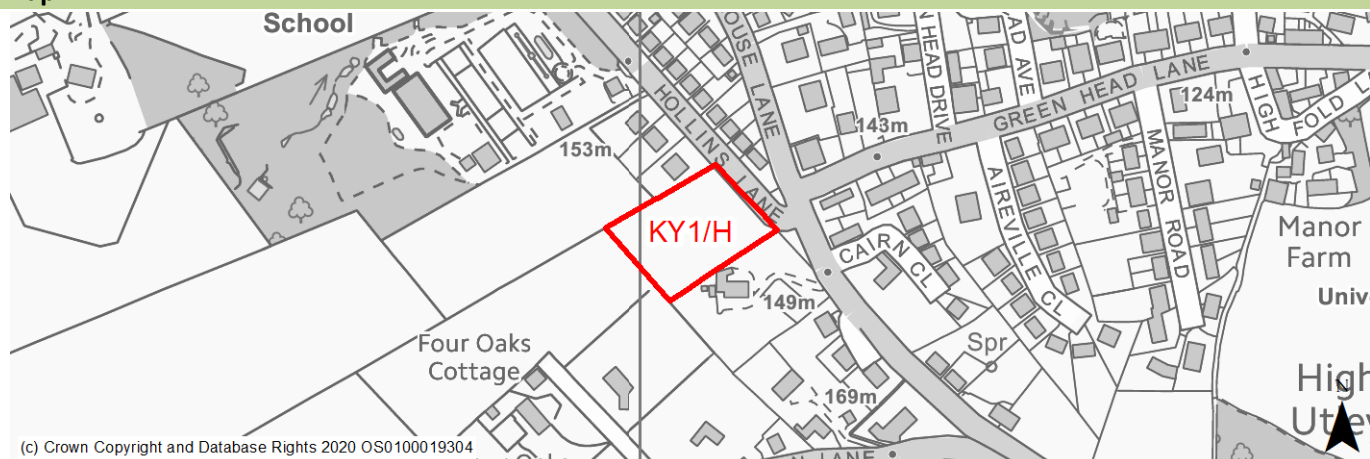 School
HOLLINS LANE
OUSE LANE
HEAD DRIVE
AD AVE
GREEN HEAD LANE
124m
HIGH
FOLD L
143m
153m
KY1/H
MANOR ROAD
AIREVILLE CL
CAIRN CL
Manor
Farm
Unive
149m
Spr
Four Oaks
Cottage
169m
High
Utley
N
N LANE
(c) Crown Copyright and Database Rights 2020 OS0100019304